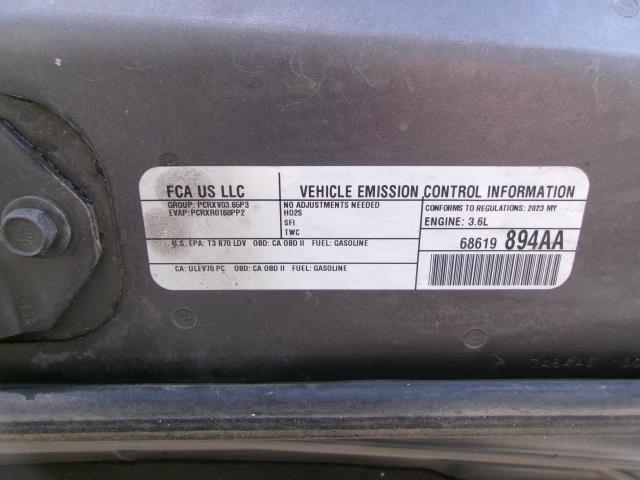 FCA US LLC
VEHICLE EMISSION CONTROL INFORMATION
GROUP: PCRXV03.65P3
EVAP: PCRXR0168PP2
NO ADJUSTMENTS NEEDED
HO2S
SFI
TWC
CONFORMS TO REGULATIONS: 2023 MY
ENGINE: 3.6L
68619 894AA
U.S. EPA: T3 B70 LDV OBD: CA OBD II FUEL: GASOLINE
CA: ULEV70 PC OBD: CA OBD II FUEL: GASOLINE